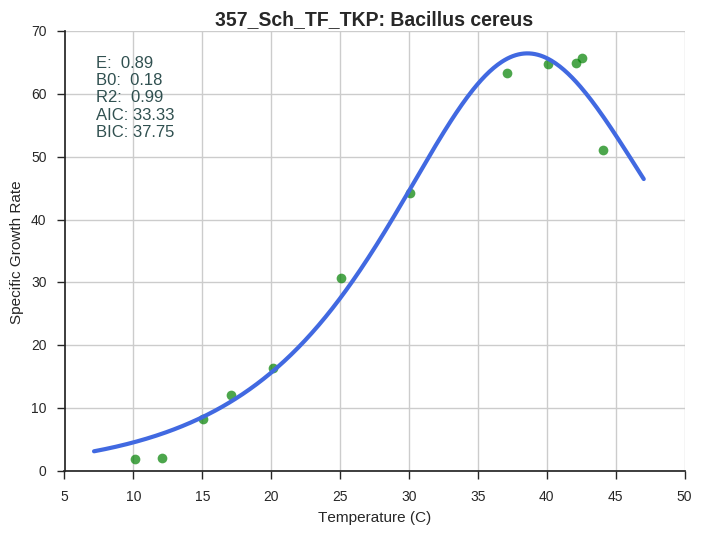 357_Sch_TF_TKP: Bacillus cereus
E:  0.89
B0:  0.18
R2:  0.99
AIC: 33.33
BIC: 37.75
Specific Growth Rate
70
60
50
40
30
20
10
0
5 10 15 20 25 30 35 40 45 50
Temperature (C)